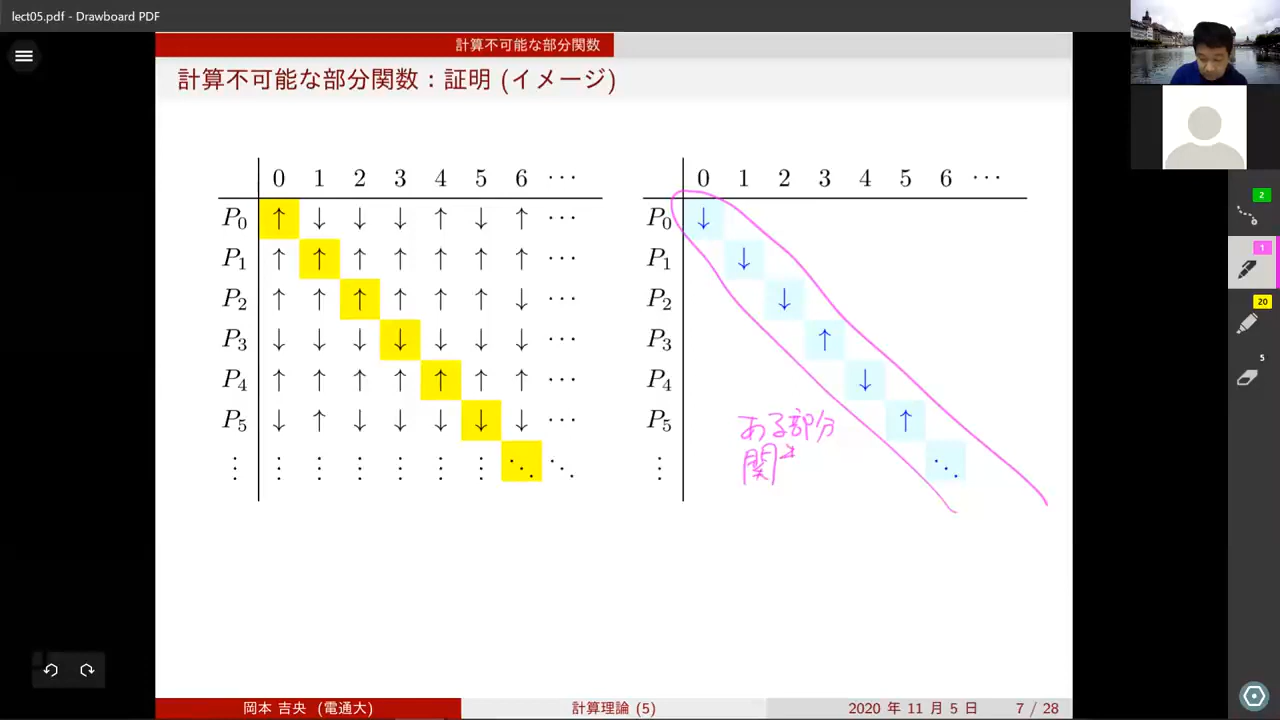 lect05.pdf - Drawboard PDF
計算不可能な部分関数
計算不可能な部分関数：証明 (イメージ)
0 1 2 3 4 5 6 ⋯
P0 ↑ ↓ ↓ ↓ ↑ ↓ ↑ ⋯
P1 ↑ ↑ ↑ ↑ ↑ ↑ ↑ ⋯
P2 ↑ ↑ ↑ ↑ ↑ ↑ ↓ ⋯
P3 ↓ ↓ ↓ ↓ ↓ ↓ ↓ ⋯
P4 ↑ ↑ ↑ ↑ ↑ ↑ ↑ ⋯
P5 ↓ ↑ ↓ ↓ ↓ ↓ ↓ ⋯
⋮ ⋮ ⋮ ⋮ ⋮ ⋮ ⋮ ⋱ ⋱
0 1 2 3 4 5 6 ⋯
P0 ↓
P1 ↓
P2 ↓
P3 ↑
P4 ↓
P5 ↑
⋮ ⋱
ある部分
関
2
1
20
5
岡本 吉央 (電通大)
計算理論 (5)
2020 年 11 月 5 日 7 / 28